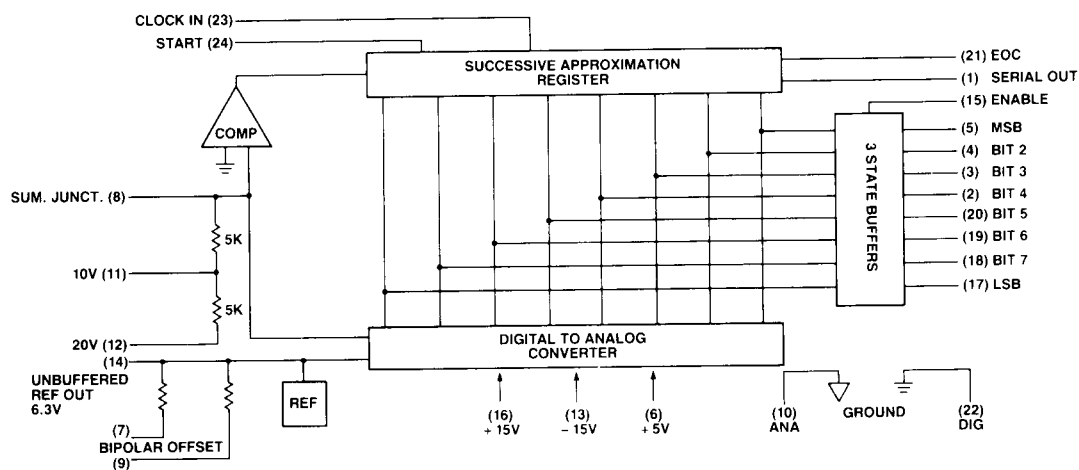 CLOCK IN (23)
START (24)
SUCCESSIVE APPROXIMATION
REGISTER
(21) EOC
(1) SERIAL OUT
(15) ENABLE
COMP
(5) MSB
(4) BIT 2
(3) BIT 3
(2) BIT 4
(20) BIT 5
(19) BIT 6
(18) BIT 7
(17) LSB
3 STATE BUFFERS
SUM. JUNCT. (8)
5K
10V (11)
5K
20V (12)
(14)
UNBUFFERED
REF OUT
6.3V
DIGITAL TO ANALOG
CONVERTER
REF
(7)
BIPOLAR OFFSET
(9)
(16)
+ 15V
(13)
- 15V
(6)
+ 5V
(10)
ANA
GROUND
(22)
DIG